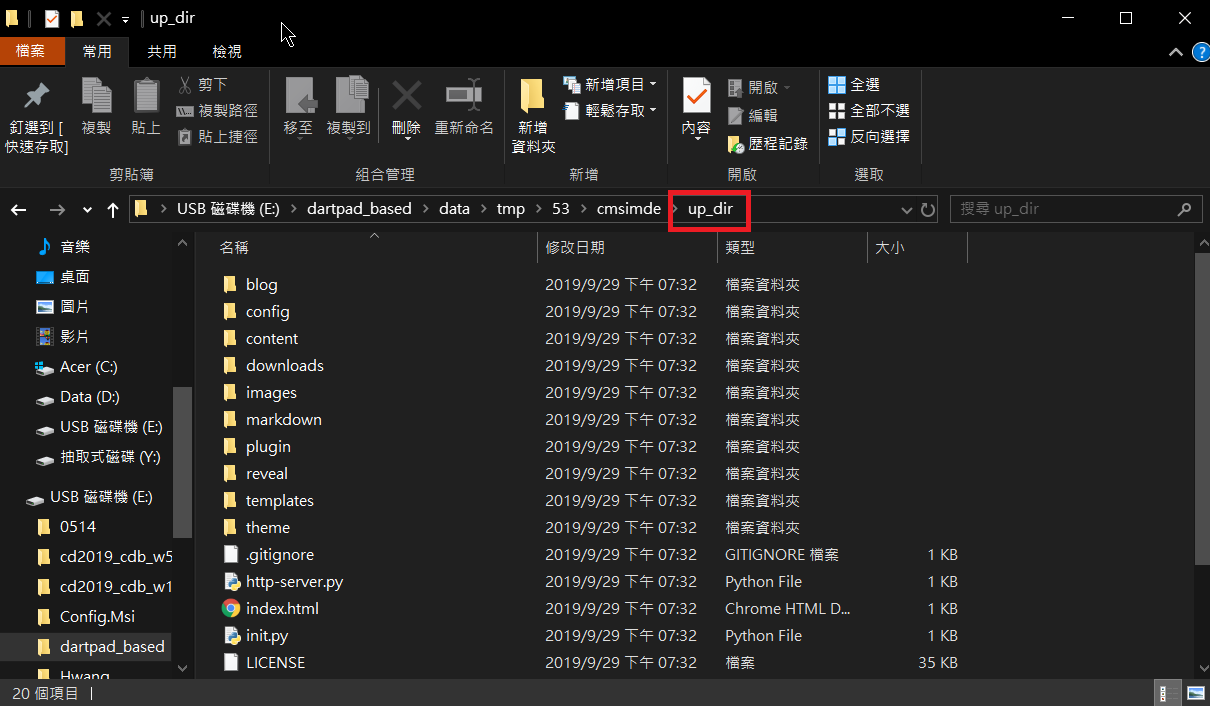 up_dir
檔案 常用 共用 檢視
釘選到 [
快速存取]
複製
貼上
剪下
複製路徑
貼上捷徑
剪貼簿
移至
複製到
刪除
重新命名
組合管理
新增
資料夾
新增項目
輕鬆存取
新增
內容
開啟
編輯
歷程記錄
開啟
全選
全部不選
反向選擇
選取
USB 磁碟機 (E:) > dartpad_based > data > tmp > 53 > cmsimde > up_dir
搜尋 up_dir
音樂
桌面
圖片
影片
Acer (C:)
Data (D:)
USB 磁碟機 (E:)
抽取式磁碟 (Y:)
USB 磁碟機 (E:)
0514
cd2019_cdb_w5
cd2019_cdb_w1
Config.Msi
dartpad_based
Hwang
名稱 修改日期 類型 大小
blog 2019/9/29 下午 07:32 檔案資料夾
config 2019/9/29 下午 07:32 檔案資料夾
content 2019/9/29 下午 07:32 檔案資料夾
downloads 2019/9/29 下午 07:32 檔案資料夾
images 2019/9/29 下午 07:32 檔案資料夾
markdown 2019/9/29 下午 07:32 檔案資料夾
plugin 2019/9/29 下午 07:32 檔案資料夾
reveal 2019/9/29 下午 07:32 檔案資料夾
templates 2019/9/29 下午 07:32 檔案資料夾
theme 2019/9/29 下午 07:32 檔案資料夾
.gitignore 2019/9/29 下午 07:32 GITIGNORE 檔案 1 KB
http-server.py 2019/9/29 下午 07:32 Python File 1 KB
index.html 2019/9/29 下午 07:32 Chrome HTML D... 1 KB
init.py 2019/9/29 下午 07:32 Python File 1 KB
LICENSE 2019/9/29 下午 07:32 檔案 35 KB
20 個項目